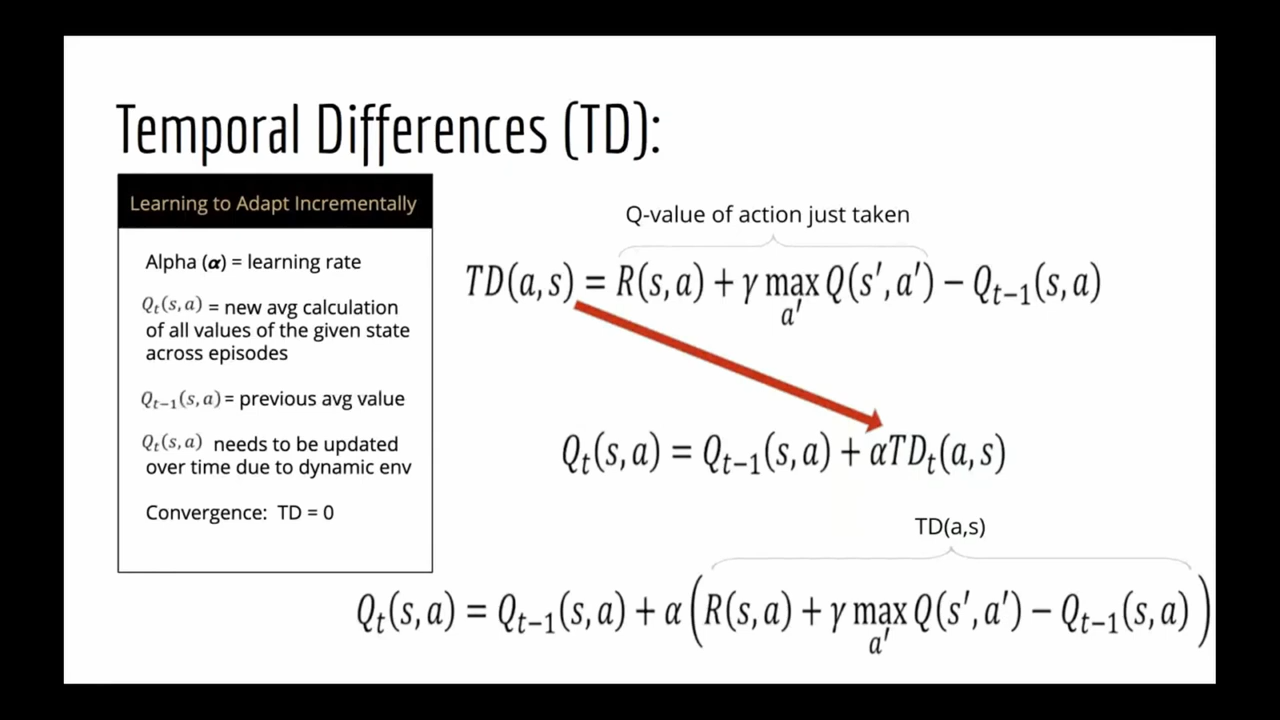 Temporal Differences (TD):
Learning to Adapt Incrementally
Alpha (α) = learning rate
Qₜ(s, a) = new avg calculation
of all values of the given state
across episodes
Qₜ₋₁(s, a) = previous avg value
Qₜ(s, a) needs to be updated
over time due to dynamic env
Convergence: TD = 0
Q-value of action just taken
TD(a, s) = R(s, a) + γ max Q(s′, a′) − Qₜ₋₁(s, a)
a′
Qₜ(s, a) = Qₜ₋₁(s, a) + αTDₜ(a, s)
TD(a,s)
Qₜ(s, a) = Qₜ₋₁(s, a) + α (R(s, a) + γ max Q(s′, a′) − Qₜ₋₁(s, a))
a′